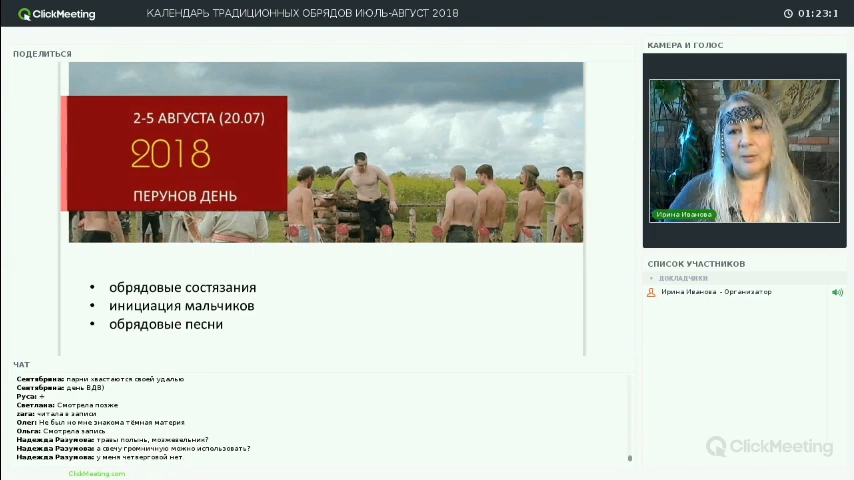 ClickMeeting
КАЛЕНДАРЬ ТРАДИЦИОННЫХ ОБРЯДОВ ИЮЛЬ-АВГУСТ 2018
01:23:1
ПОДЕЛИТЬСЯ
2-5 АВГУСТА (20.07)
2018
ПЕРУНОВ ДЕНЬ
• обрядовые состязания
• инициация мальчиков
• обрядовые песни
ЧАТ
Сентябрина: парни хвастаются своей удалью
Сентябрина: день ВДВ)
Руса: +
Светлана: Смотрела позже
zara: читала в записи
Олег: Не был но мне знакома тёмная материя
Ольга: Смотрела запись
Надежда Разумова: травы полынь, можжевельник?
Надежда Разумова: а свечу громничную можно использовать?
Надежда Разумова: у меня четверговой нет.
ClickMeeting.com
КАМЕРА И ГОЛОС
Ирина Иванова
СПИСОК УЧАСТНИКОВ
ДОКЛАДЧИКИ
Ирина Иванова - Организатор
ClickMeeting